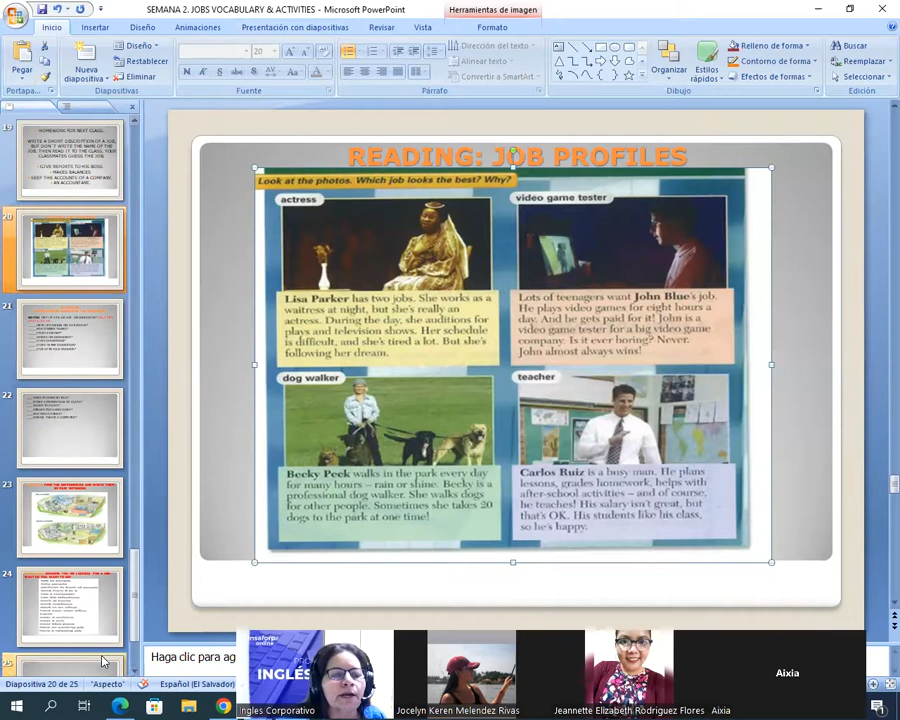 SEMANA 2. JOBS VOCABULARY & ACTIVITIES - Microsoft PowerPoint
Herramientas de imagen
Inicio Insertar Diseño Animaciones Presentación con diapositivas Revisar Vista Formato
Pegar
Nueva diapositiva
Diseño
Restablecer
Eliminar
20
Dirección del texto
Alinear texto
Convertir a SmartArt
Organizar
Estilos rápidos
Relleno de forma
Contorno de forma
Efectos de forma
Buscar
Reemplazar
Seleccionar
Portapa... Diapositivas Fuente Párrafo Dibujo Edición
19
HOMEWORK FOR NEXT CLASS.
20
21
22
23
24
25
READING: JOB PROFILES
Look at the photos. Which job looks the best? Why?
actress
Lisa Parker has two jobs. She works as a
waitress at night, but she's really an
actress. During the day, she auditions for
plays and television shows. Her schedule
is difficult, and she's tired a lot. But she's
following her dream.
video game tester
Lots of teenagers want John Blue's job.
He plays video games for eight hours a
day. And he gets paid for it! John is a
video game tester for a big video game
company. Is it ever boring? Never.
John almost always wins!
dog walker
Becky Peek walks in the park every day
for many hours – rain or shine. Becky is a
professional dog walker. She walks dogs
for other people. Sometimes she takes 20
dogs to the park at one time!
teacher
Carlos Ruiz is a busy man. He plans
lessons, grades homework, helps with
after-school activities – and of course,
he teaches! His salary isn't great, but
that's OK. His students like his class,
so he's happy.
Haga clic para ag
Diapositiva 20 de 25 "Aspecto" Español (El Salvador)
online
INGLÉS
Ingles Corporativo
Jocelyn Keren Melendez Rivas
Jeannette Elizabeth Rodriguez Flores
Aixia
Aixia